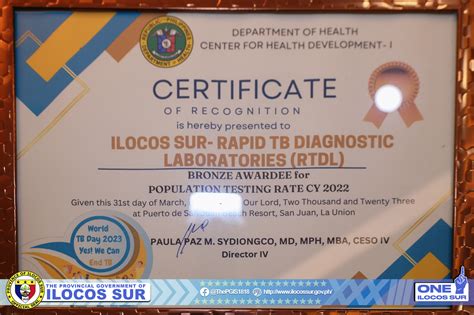 DEPARTMENT OF HEALTH
CENTER FOR HEALTH DEVELOPMENT- I
CERTIFICATE
OF RECOGNITION
is hereby presented to
ILOCOS SUR- RAPID TB DIAGNOSTIC
LABORATORIES (RTDL)
BRONZE AWARDEE for
POPULATION TESTING RATE CY 2022
Given this 31st day of March, Our Lord, Two Thousand and Twenty Three
at Puerto de San Resort, San Juan, La Union
World
TB Day 2023
Yes! We Can
End TB
PAULA PAZ M. SYDIONGCO, MD, MPH, MBA, CESO IV
Director IV
THE PROVINCIAL GOVERNMENT OF
ILOCOS SUR
@ThePGIS1818
https://www.ilocossur.gov.ph/
ONE
ILOCOS SUR